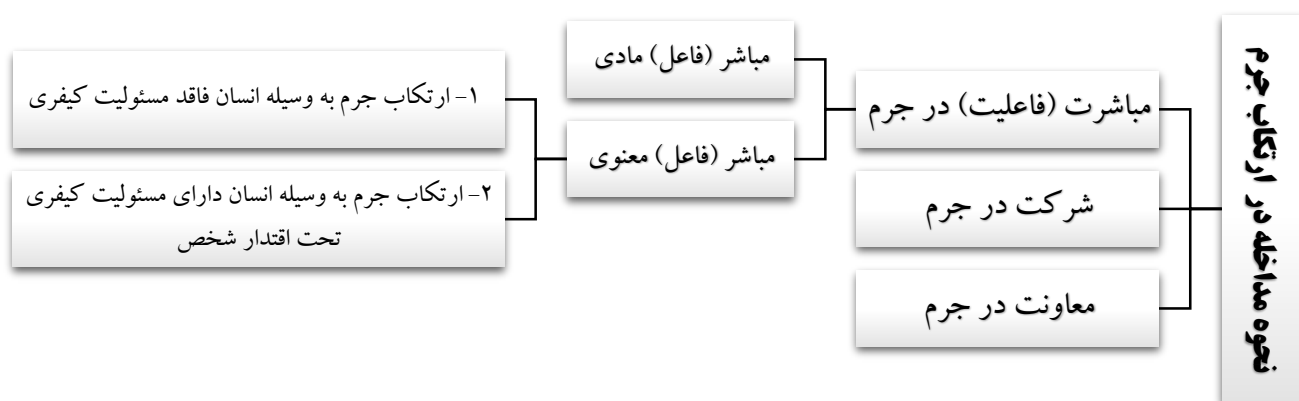 نحوه مداخله در ارتکاب جرم
مباشرت (فاعلیت) در جرم
مباشر (فاعل) مادی
مباشر (فاعل) معنوی
۱- ارتکاب جرم به وسیله انسان فاقد مسئولیت کیفری
۲- ارتکاب جرم به وسیله انسان دارای مسئولیت کیفری
تحت اقتدار شخص
شرکت در جرم
معاونت در جرم